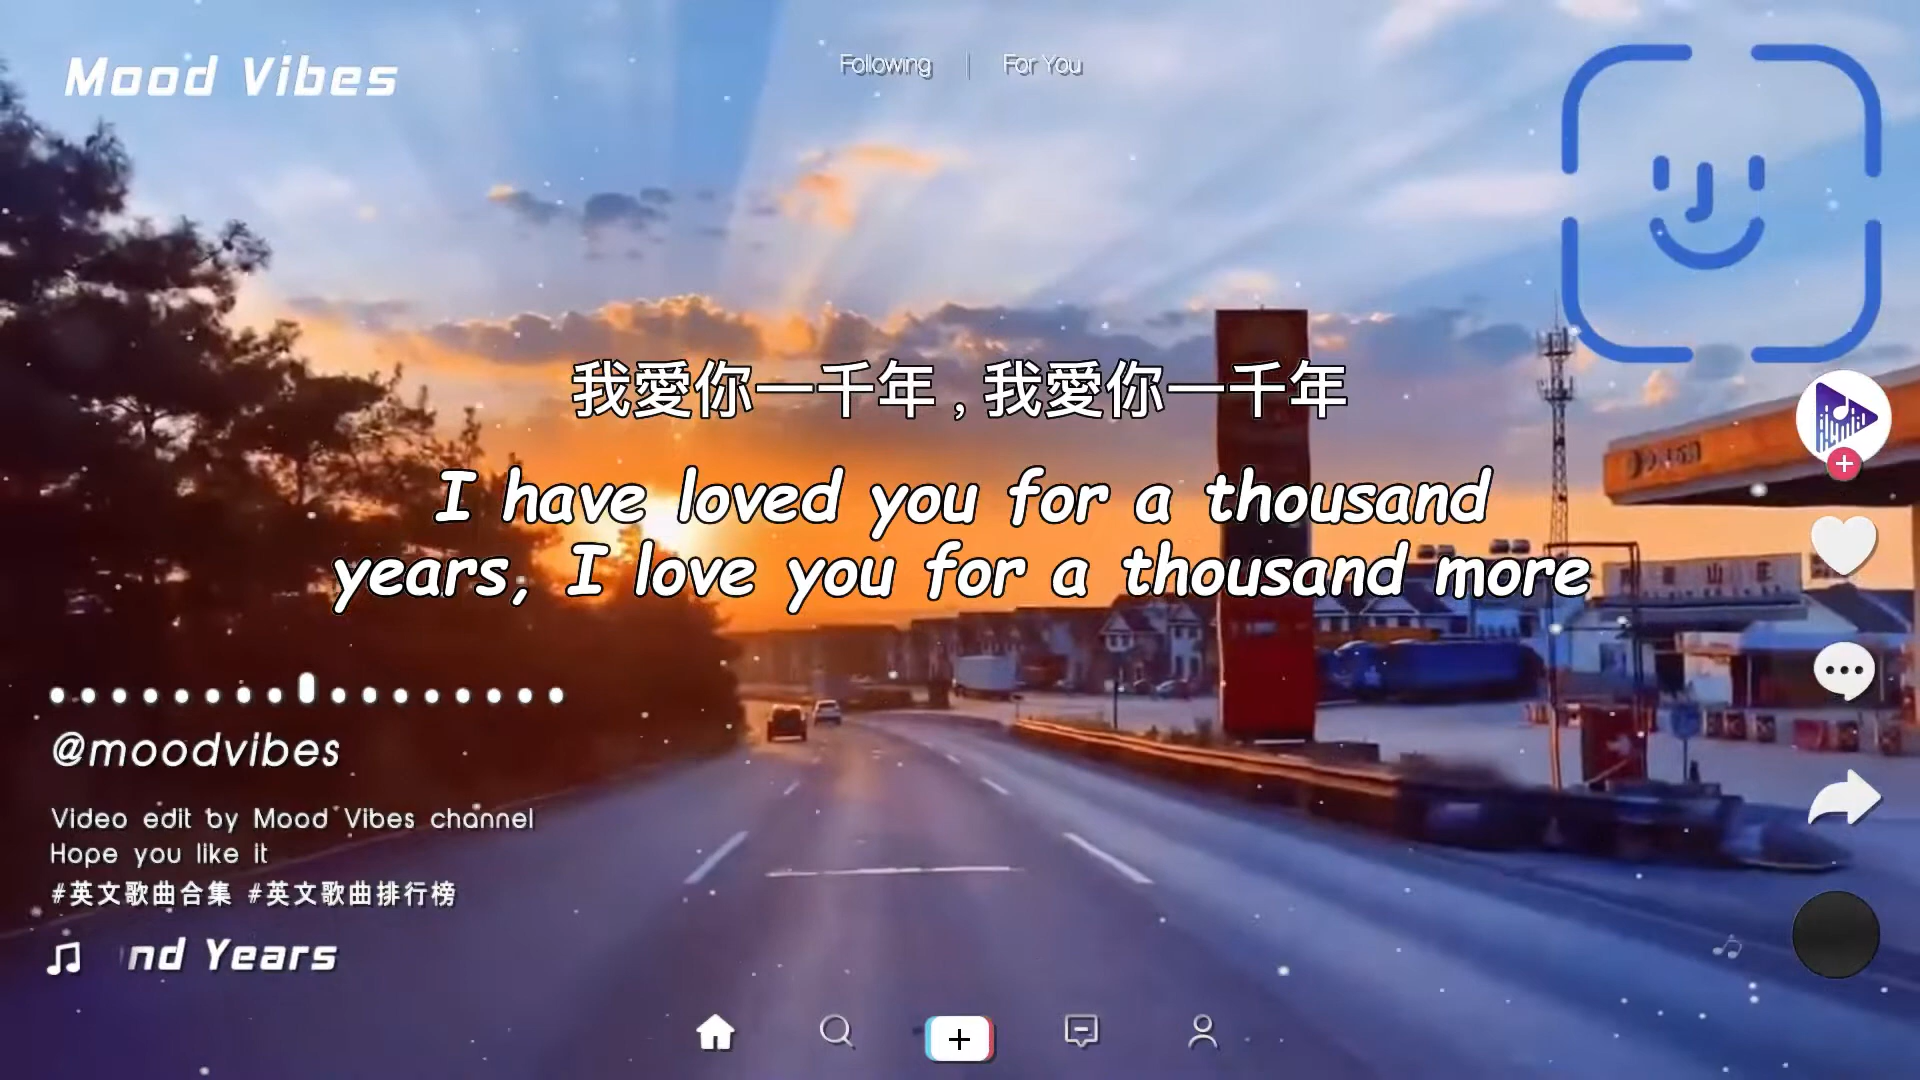 Mood Vibes
Following | For You
我愛你一千年 , 我愛你一千年
I have loved you for a thousand
years, I love you for a thousand more
@moodvibes
Video edit by Mood Vibes channel
Hope you like it
#英文歌曲合集 #英文歌曲排行榜
nd Years